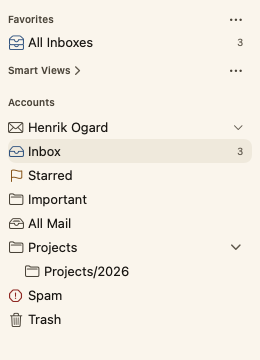 Favorites
All Inboxes 3
Smart Views
Accounts
Henrik Ogard
Inbox 3
Starred
Important
All Mail
Projects
Projects/2026
Spam
Trash